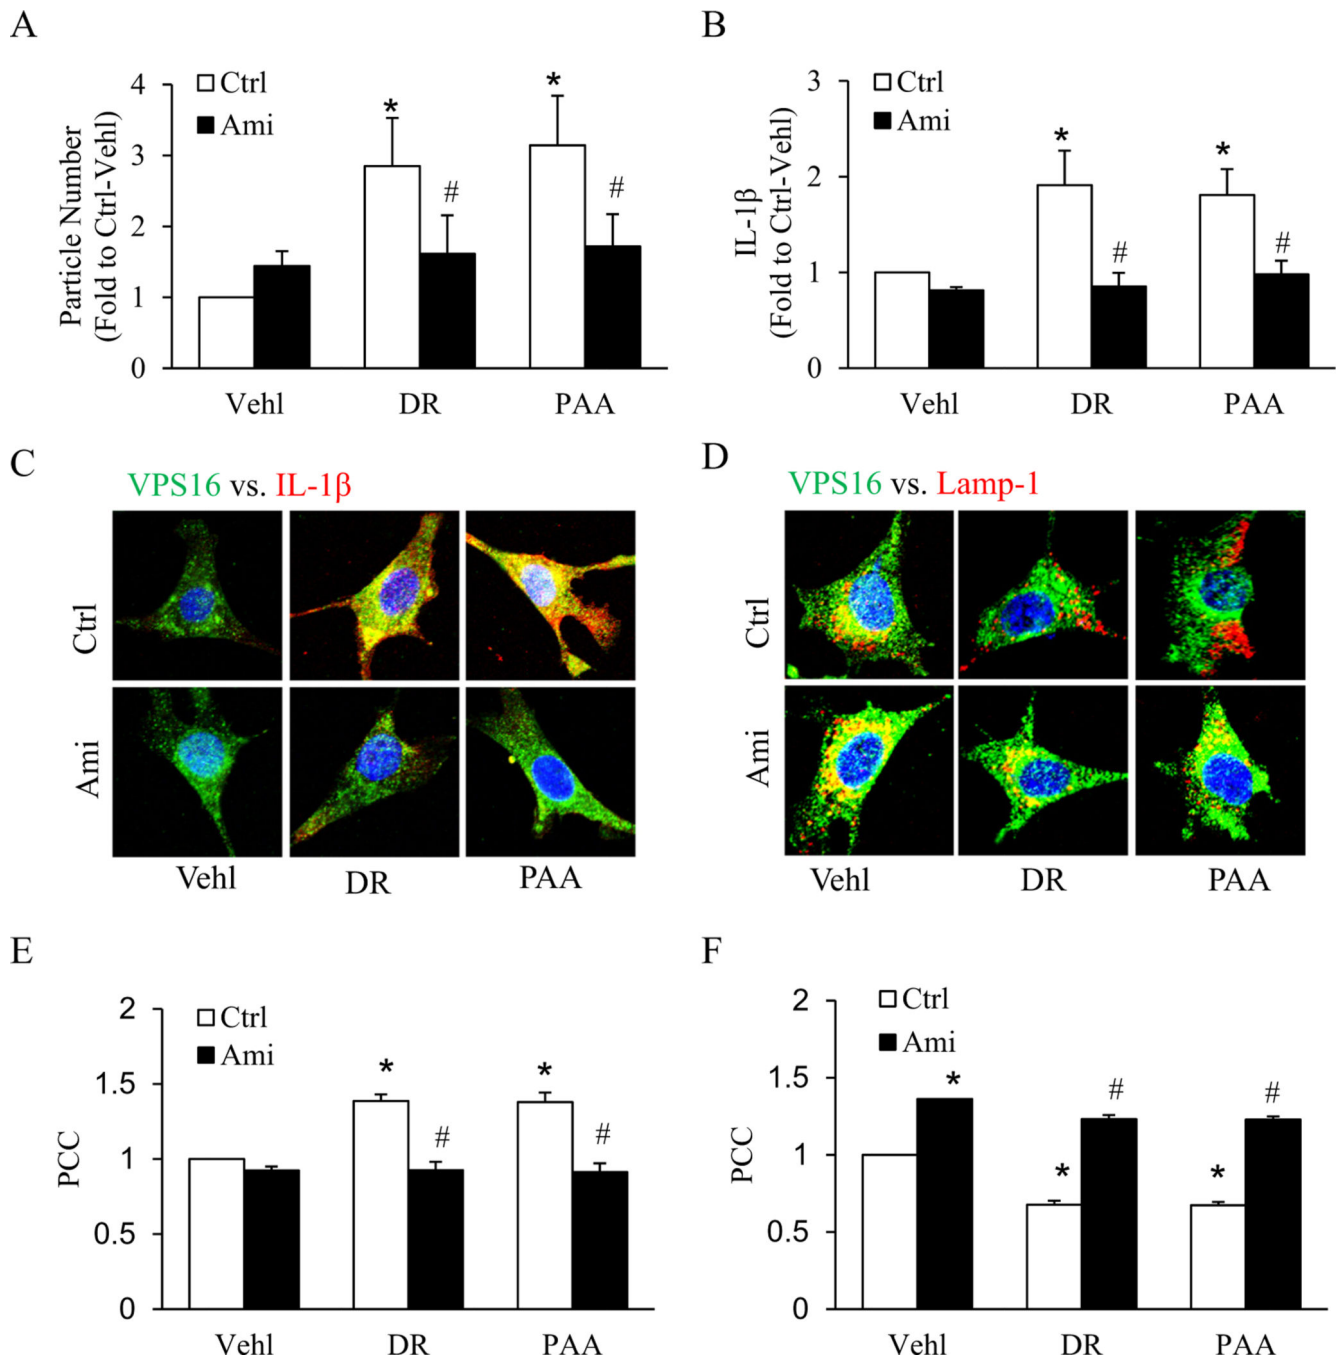 A
Particle Number
(Fold to Ctrl-Vehl)
4
3
2
1
0
Ctrl
Ami
*
#
*
#
Vehl
DR
PAA
B
IL-1β
(Fold to Ctrl-Vehl)
3
2
1
0
Ctrl
Ami
*
#
*
#
Vehl
DR
PAA
C
VPS16 vs. IL-1β
Ctrl
Ami
Vehl
DR
PAA
D
VPS16 vs. Lamp-1
Ctrl
Ami
Vehl
DR
PAA
E
PCC
2
1.5
1
0.5
0
Ctrl
Ami
*
#
*
#
Vehl
DR
PAA
F
PCC
2
1.5
1
0.5
0
Ctrl
Ami
*
*
#
*
#
Vehl
DR
PAA